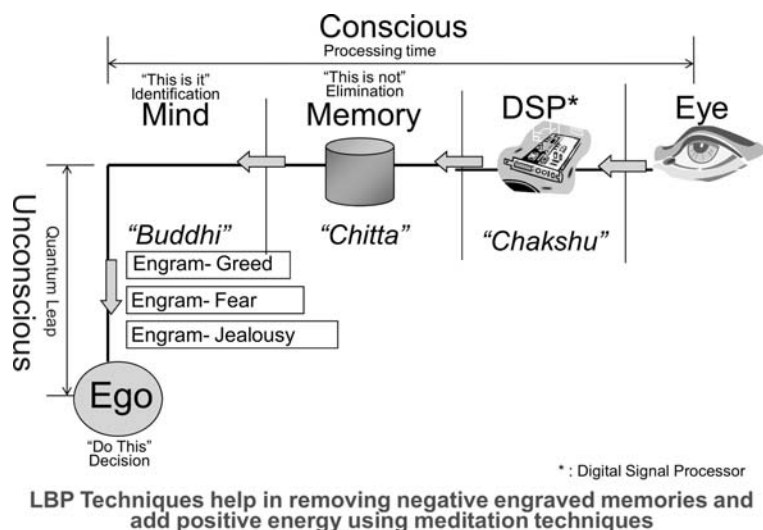 Conscious
Processing time
“This is it”
Identification
Mind
“This is not”
Elimination
Memory
DSP*
Eye
Unconscious
Quantum Leap
“Buddhi”
“Chitta”
“Chakshu”
Engram- Greed
Engram- Fear
Engram- Jealousy
Ego
“Do This”
Decision
* : Digital Signal Processor
LBP Techniques help in removing negative engraved memories and
add positive energy using meditation techniques